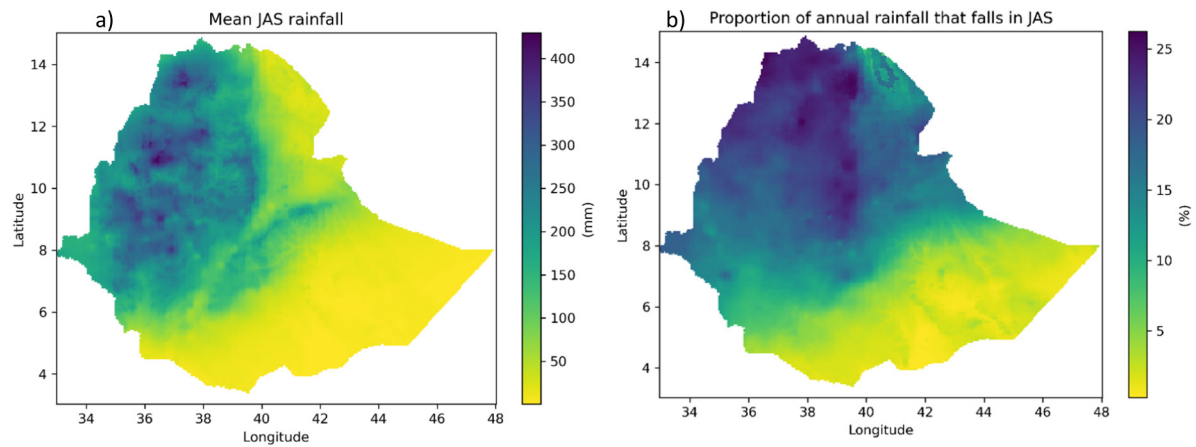 a) Mean JAS rainfall
14
12
10
8
6
4
Latitude
34 36 38 40 42 44 46 48
Longitude
400
350
300
250
200
150
100
50
(mm)
b) Proportion of annual rainfall that falls in JAS
14
12
10
8
6
4
Latitude
34 36 38 40 42 44 46 48
Longitude
25
20
15
10
5
(%)